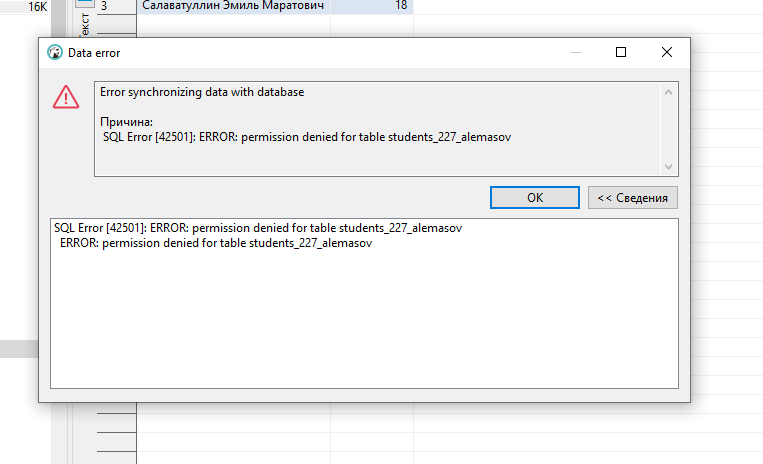 16K
3 Салаватуллин Эмиль Маратович 18
Data error
Error synchronizing data with database
Причина:
SQL Error [42501]: ERROR: permission denied for table students_227_alemasov
OK
<< Сведения
SQL Error [42501]: ERROR: permission denied for table students_227_alemasov
ERROR: permission denied for table students_227_alemasov